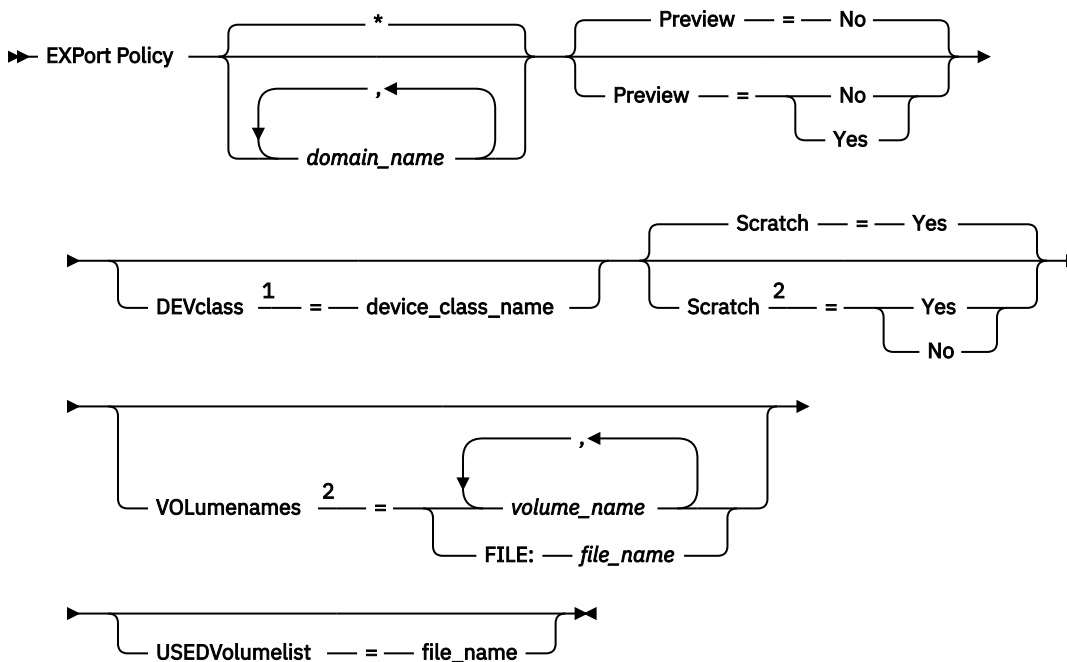 *
Preview = No
EXPort Policy
,
Preview = No
Yes
domain_name
Scratch = Yes
DEVclass 1 = device_class_name
Scratch 2 = Yes
No
,
VOLumenames 2 = volume_name
FILE: file_name
USEDVolumelist = file_name